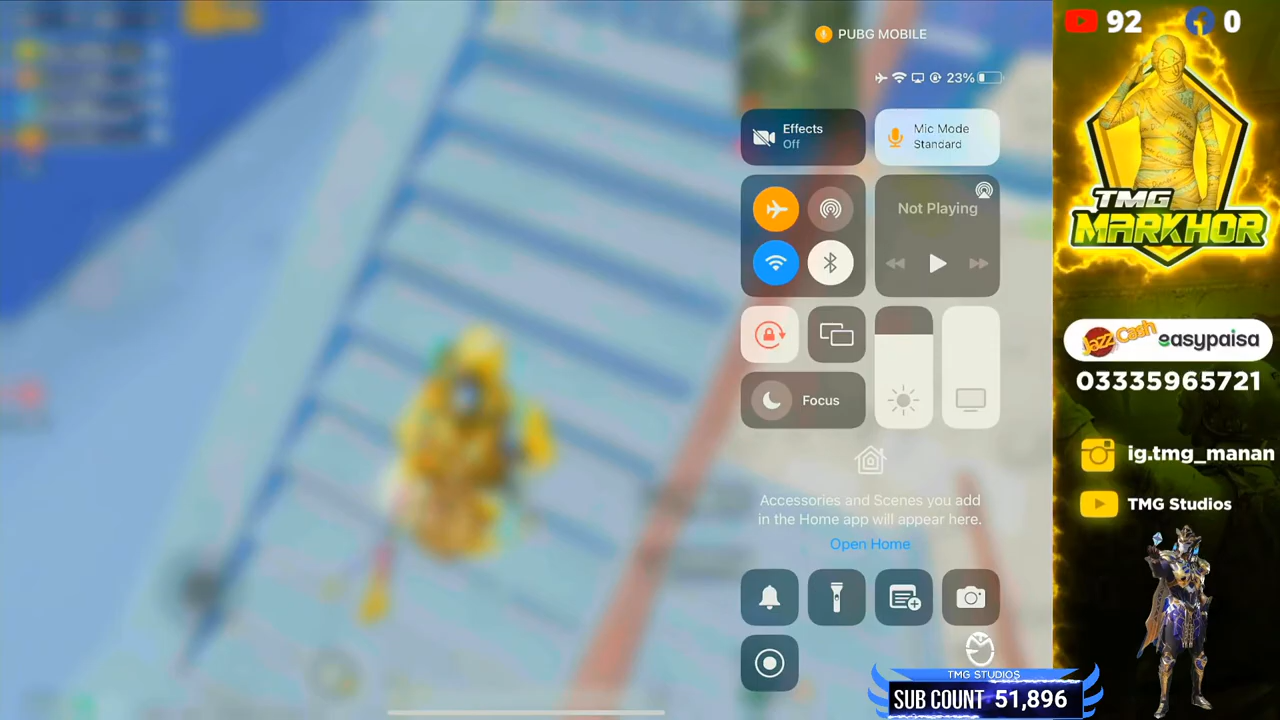 PUBG MOBILE
23%
Effects
Off
Mic Mode
Standard
Not Playing
Focus
Accessories and Scenes you add
in the Home app will appear here.
Open Home
92
0
TMG
MARKHOR
JazzCash
easypaisa
03335965721
ig.tmg_manan
TMG Studios
TMG STUDIOS
SUB COUNT 51,896